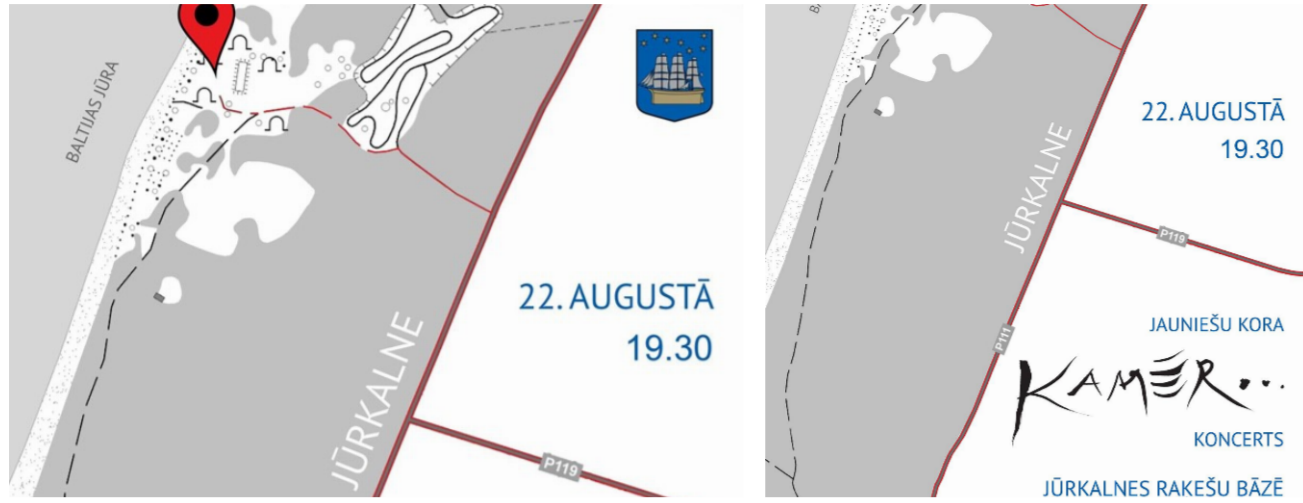 BALTIJAS JŪRA
22. AUGUSTĀ
19.30
JŪRKALNE
P119
22. AUGUSTĀ
19.30
JŪRKALNE
P119
P111
JAUNIEŠU KORA
KAMĒR...
KONCERTS
JŪRKALNES RAKEŠU BĀZĒ